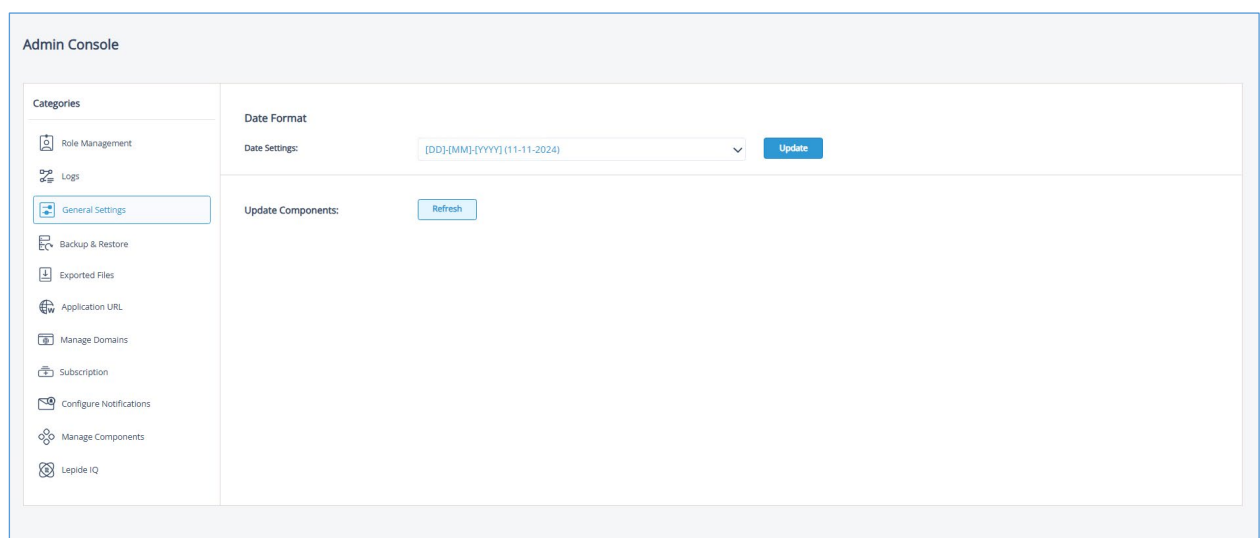 Admin Console
Categories
Role Management
Logs
General Settings
Backup & Restore
Exported Files
Application URL
Manage Domains
Subscription
Configure Notifications
Manage Components
Lepide IQ
Date Format
Date Settings: [DD]-[MM]-[YYYY] (11-11-2024) Update
Update Components: Refresh